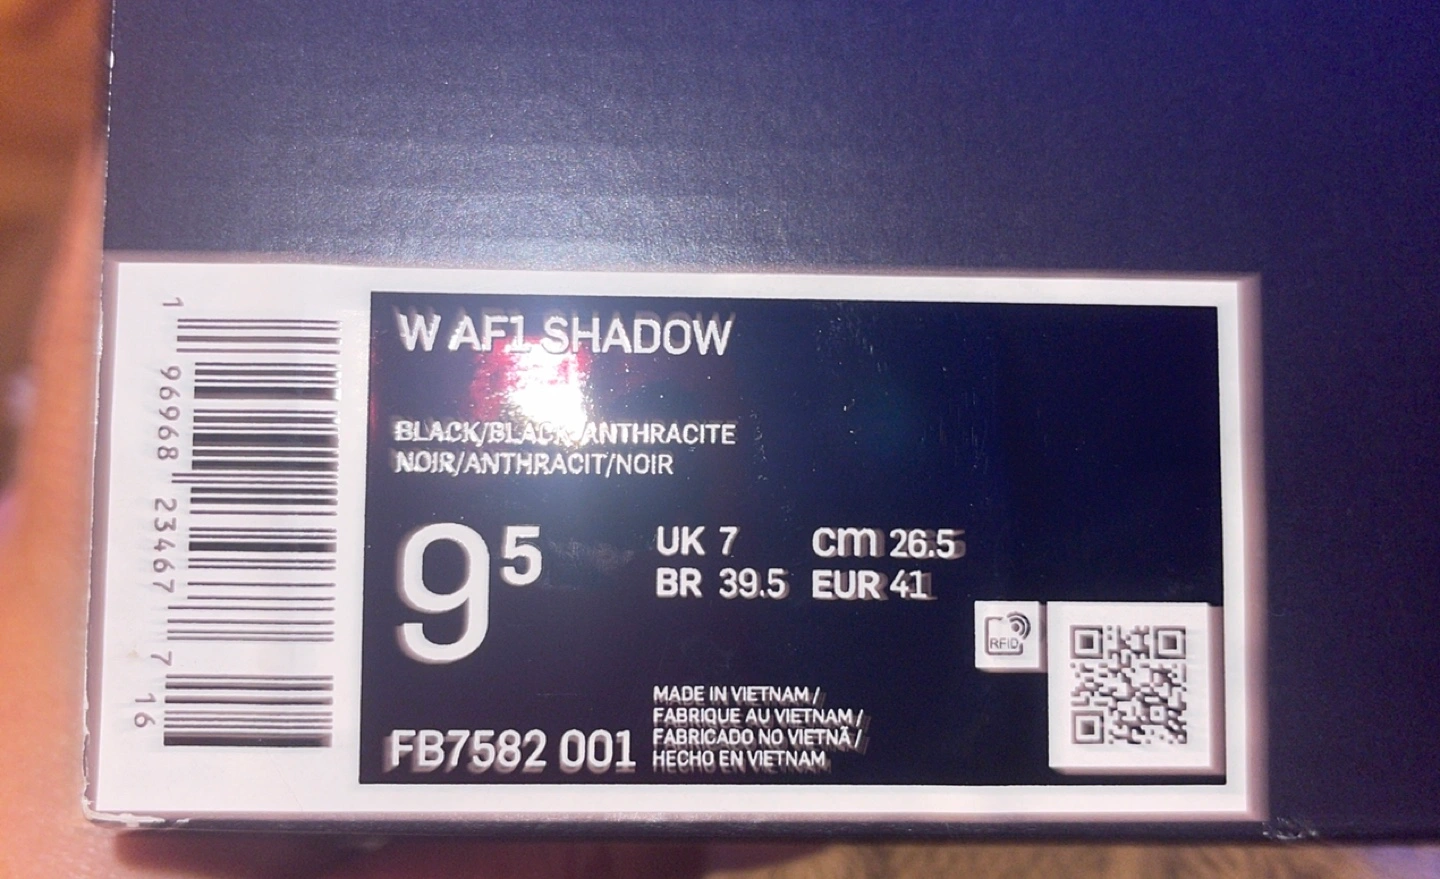 W AF1 SHADOW
BLACK/BLACK-ANTHRACITE
NOIR/ANTHRACIT/NOIR
9 5
UK 7
BR 39.5
cm 26.5
EUR 41
RFID
FB7582 001
MADE IN VIETNAM /
FABRIQUE AU VIETNAM /
FABRICADO NO VIETNÃ /
HECHO EN VIETNAM
1 96968 23467 7 16